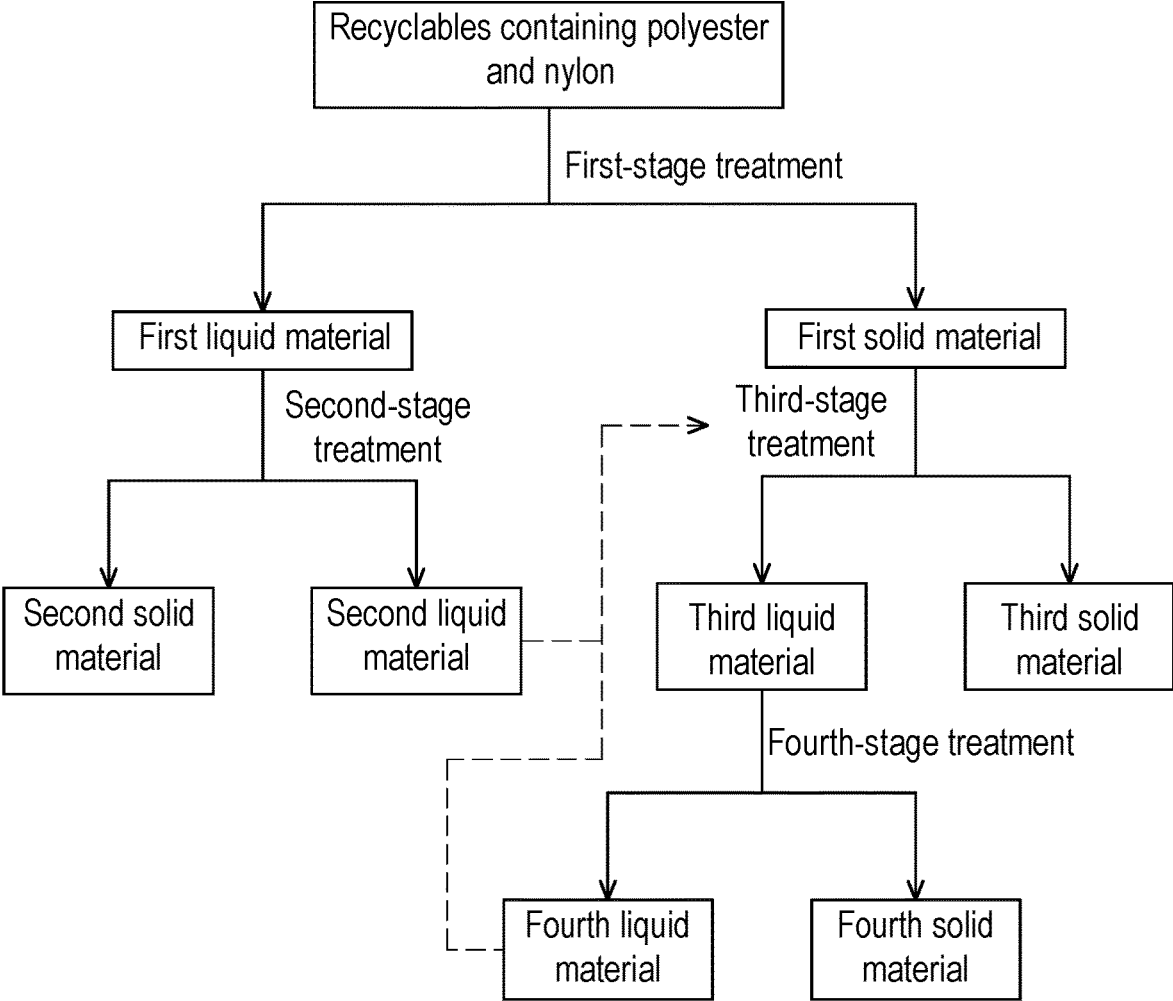 Recyclables containing polyester
and nylon
First-stage treatment
First liquid material
First solid material
Second-stage
treatment
Third-stage
treatment
Second solid
material
Second liquid
material
Third liquid
material
Third solid
material
Fourth-stage treatment
Fourth liquid
material
Fourth solid
material